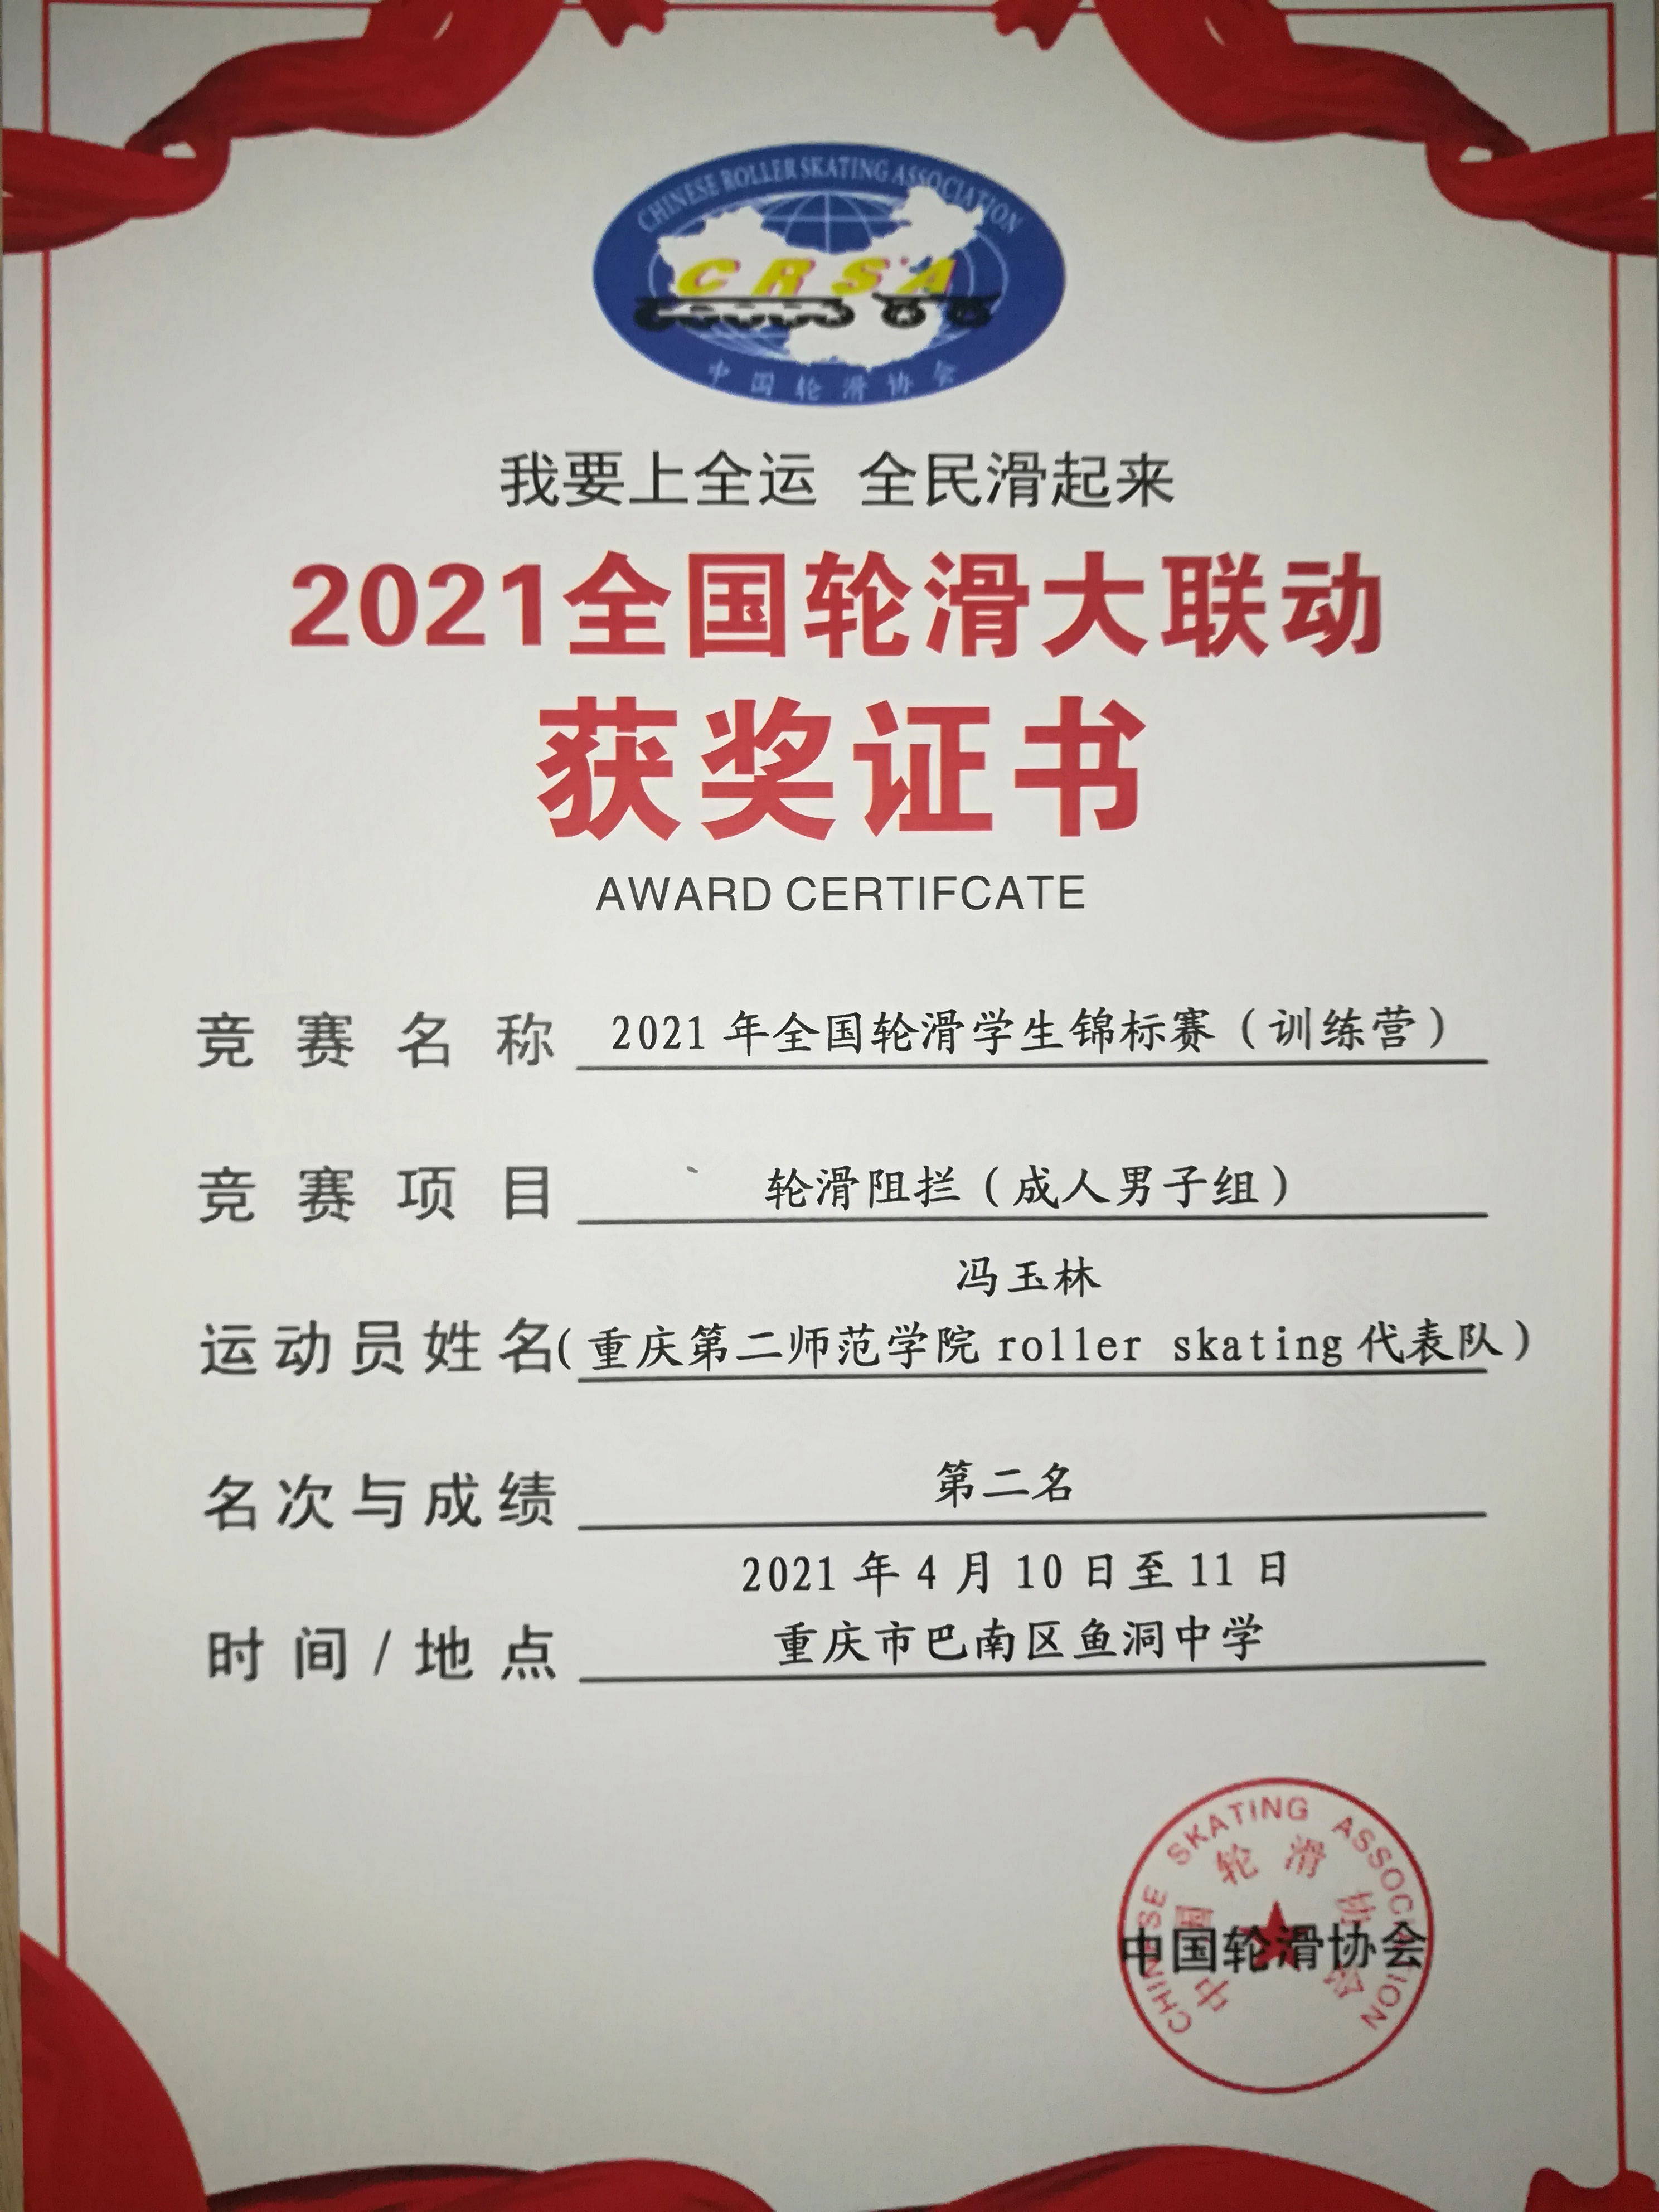 CHINESE ROLLER SKATING ASSOCIATION
CRSA
中国轮滑协会
我要上全运 全民滑起来
2021全国轮滑大联动
获奖证书
AWARD CERTIFCATE
竞赛名称 2021年全国轮滑学生锦标赛（训练营）
竞赛项目 轮滑阻拦（成人男子组）
冯玉林
运动员姓名（重庆第二师范学院 roller skating 代表队）
名次与成绩 第二名
2021年4月10日至11日
时间/地点 重庆市巴南区鱼洞中学
CHINESE SKATING ASSOCIATION
中国轮滑协会
中国轮滑协会